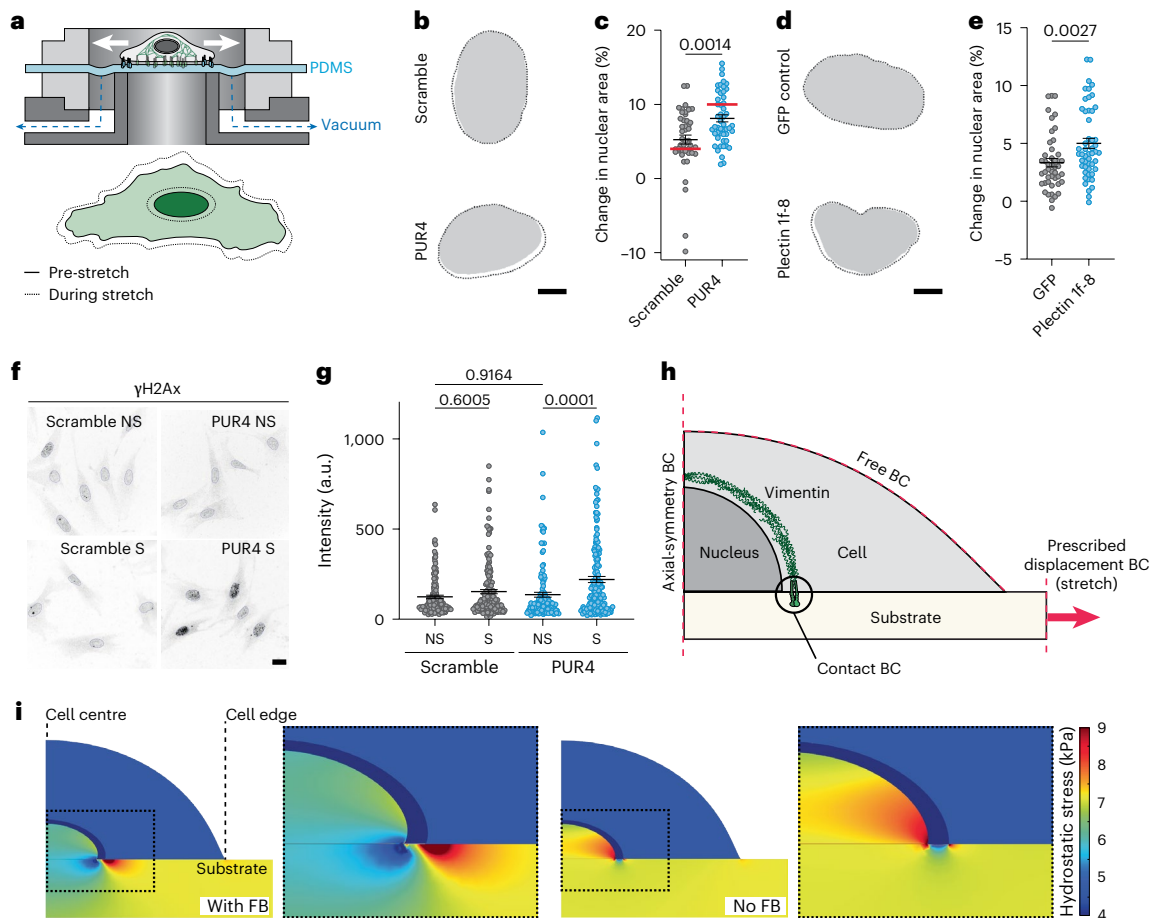 a
PDMS
Vacuum
Pre-stretch
During stretch
b
Scramble
PUR4
c
Change in nuclear area (%)
20
10
0
–10
0.0014
Scramble
PUR4
d
GFP control
Plectin 1f-8
e
Change in nuclear area (%)
15
10
5
0
–5
0.0027
GFP
Plectin 1f-8
f
γH2Ax
Scramble NS
PUR4 NS
Scramble S
PUR4 S
g
Intensity (a.u.)
1,000
500
0
0.9164
0.6005
0.0001
NS
S
NS
S
Scramble
PUR4
h
Axial-symmetry BC
Free BC
Vimentin
Nucleus
Cell
Prescribed
displacement BC
(stretch)
Substrate
Contact BC
i
Cell centre
Cell edge
Substrate
With FB
No FB
Hydrostatic stress (kPa)
9
8
7
6
5
4